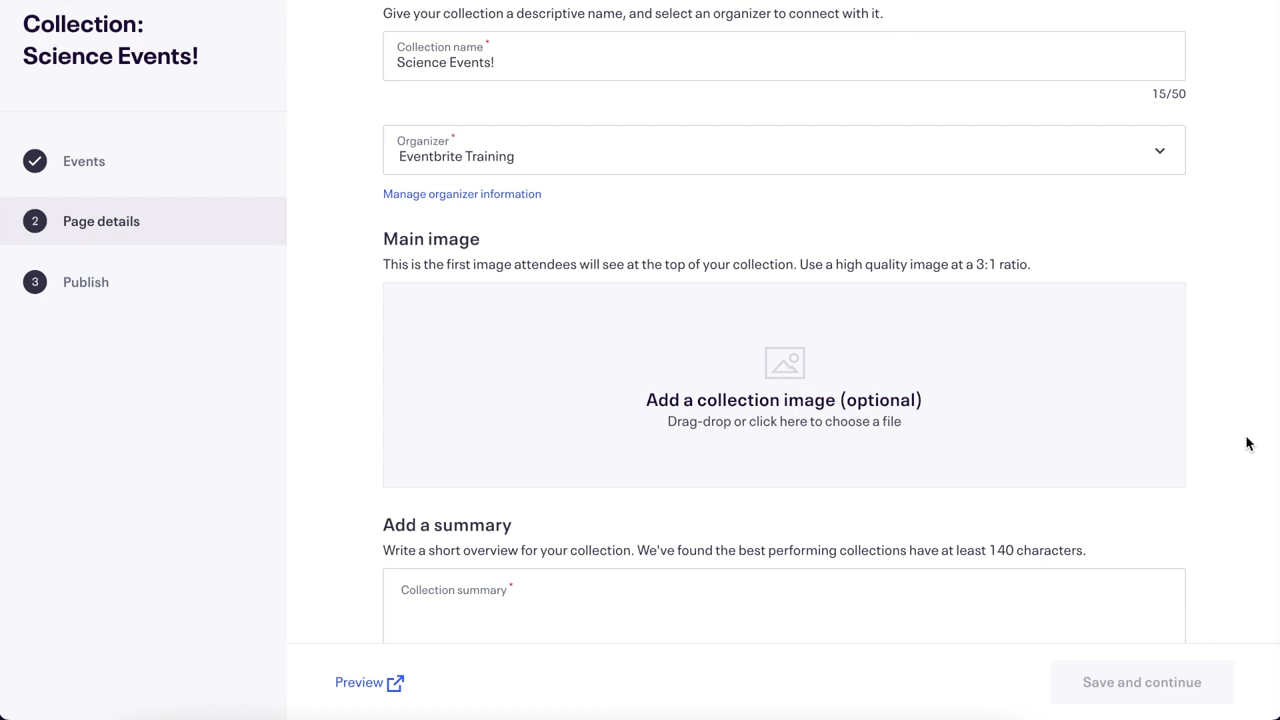 Collection:
Science Events!
Events
2 Page details
3 Publish
Give your collection a descriptive name, and select an organizer to connect with it.
Collection name *
Science Events!
15/50
Organizer *
Eventbrite Training
Manage organizer information
Main image
This is the first image attendees will see at the top of your collection. Use a high quality image at a 3:1 ratio.
Add a collection image (optional)
Drag-drop or click here to choose a file
Add a summary
Write a short overview for your collection. We've found the best performing collections have at least 140 characters.
Collection summary *
Preview
Save and continue